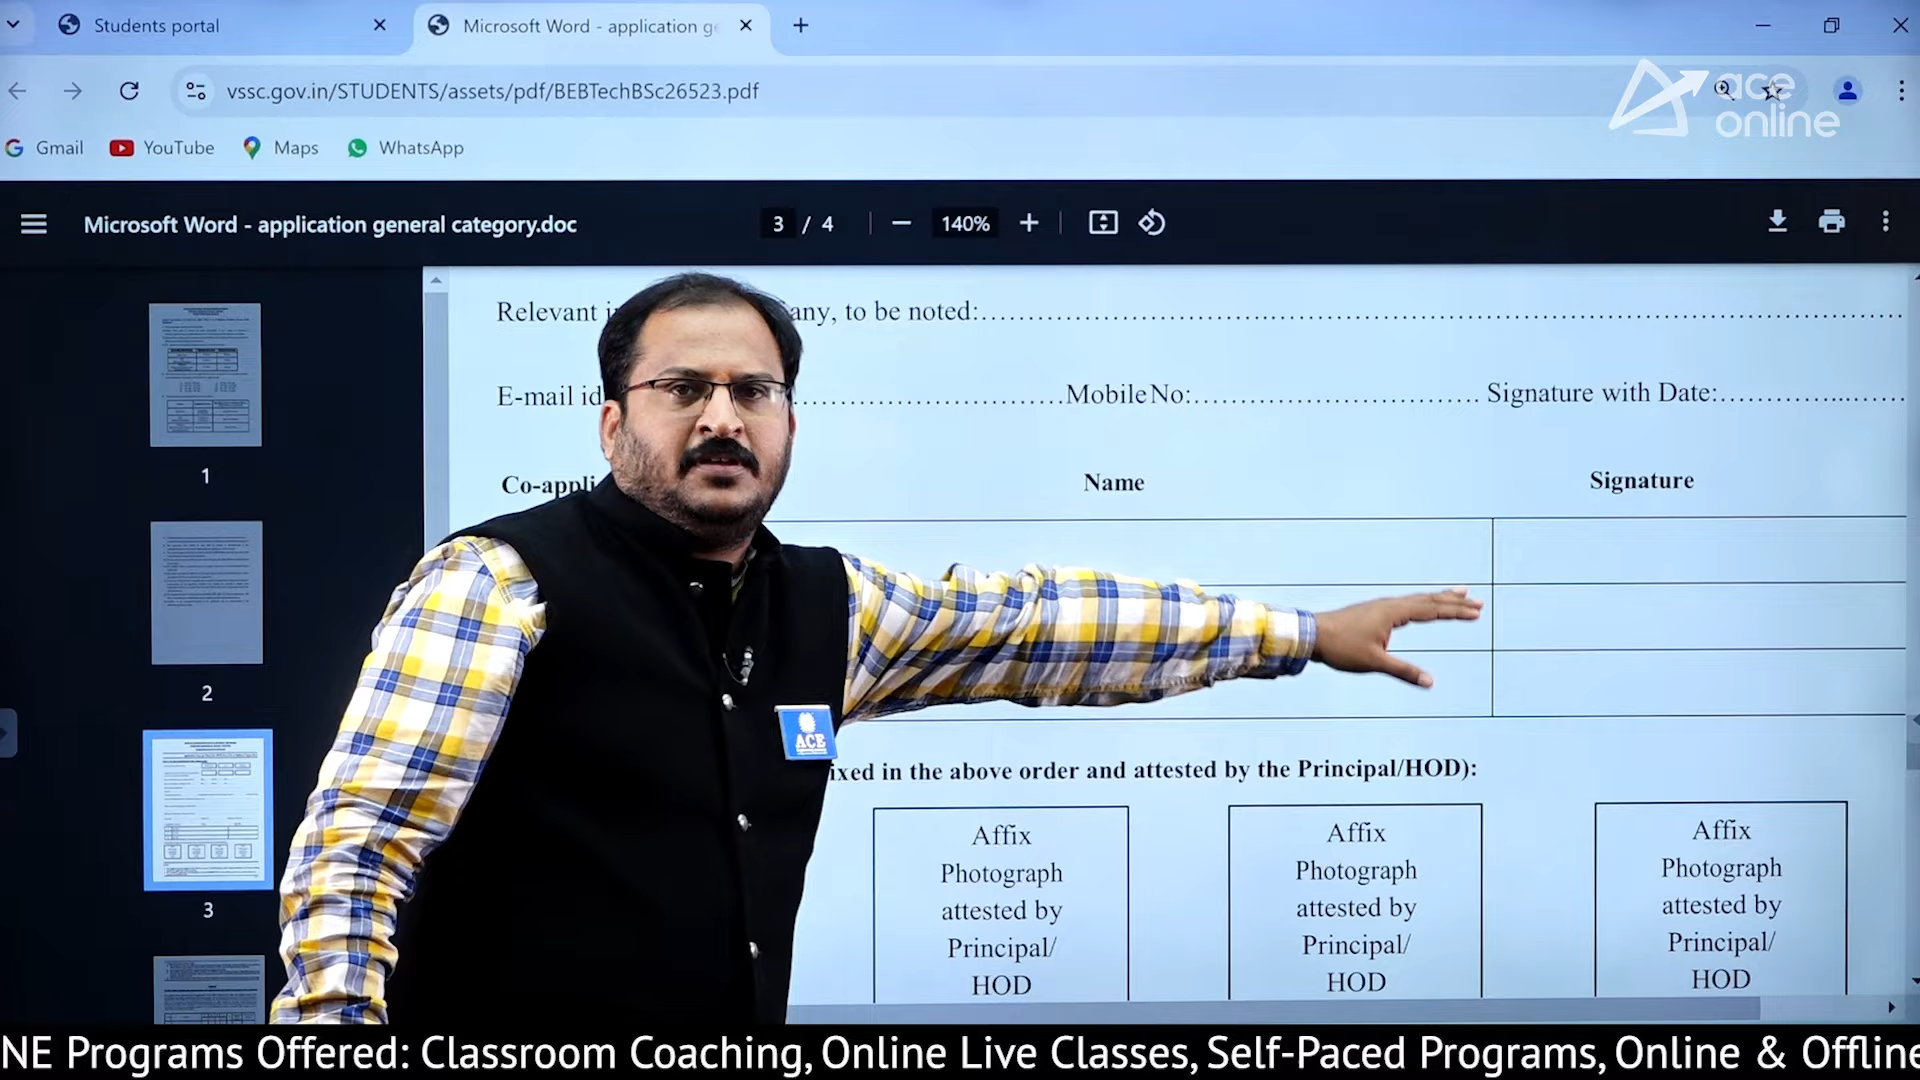 Students portal
Microsoft Word - application ge
vssc.gov.in/STUDENTS/assets/pdf/BEBTechBSc26523.pdf
ace
online
Gmail
YouTube
Maps
WhatsApp
Microsoft Word - application general category.doc
3 / 4
140%
Relevant i any, to be noted:
E-mail id Mobile No: Signature with Date:
Co-appli Name Signature
1
2
3
ACE
ixed in the above order and attested by the Principal/HOD):
Affix
Photograph
attested by
Principal/
HOD
Affix
Photograph
attested by
Principal/
HOD
Affix
Photograph
attested by
Principal/
HOD
NE Programs Offered: Classroom Coaching, Online Live Classes, Self-Paced Programs, Online & Offline